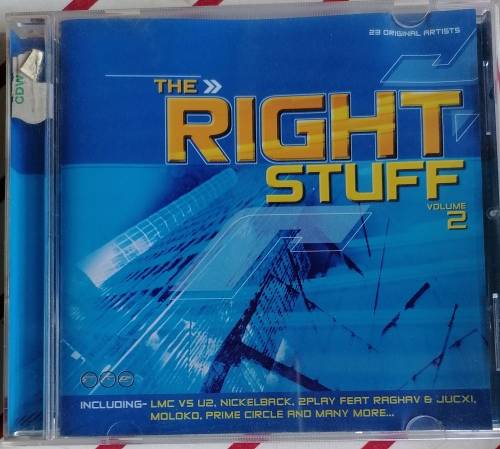 23 ORIGINAL ARTISTS
THE
RIGHT
STUFF
VOLUME
2
CDW
INCLUDING- LMC VS U2, NICKELBACK, 2PLAY FEAT RAGHAV & JUCXI,
MOLOKO, PRIME CIRCLE AND MANY MORE...